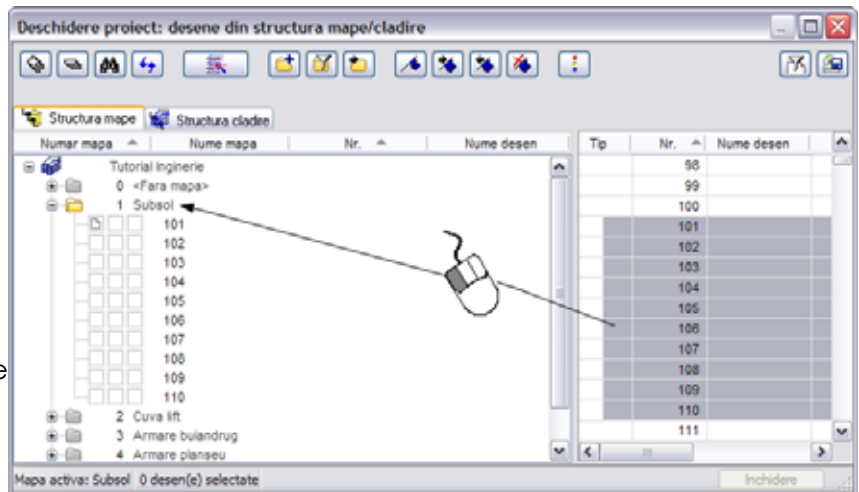 Deschidere proiect: desene din structura mape/cladire
Structura mape Structura cladire
Numar mapa Nume mapa Nr. Nume desen Tip Nr. Nume desen
Tutorial Inginerie
0 <Fara mapa>
1 Subsol
101
102
103
104
105
106
107
108
109
110
2 Cuva lift
3 Armare buiandrug
4 Armare planseu
98
99
100
101
102
103
104
105
106
107
108
109
110
111
e
Mapa activa: Subsol 0 desen(e) selectate Inchidere